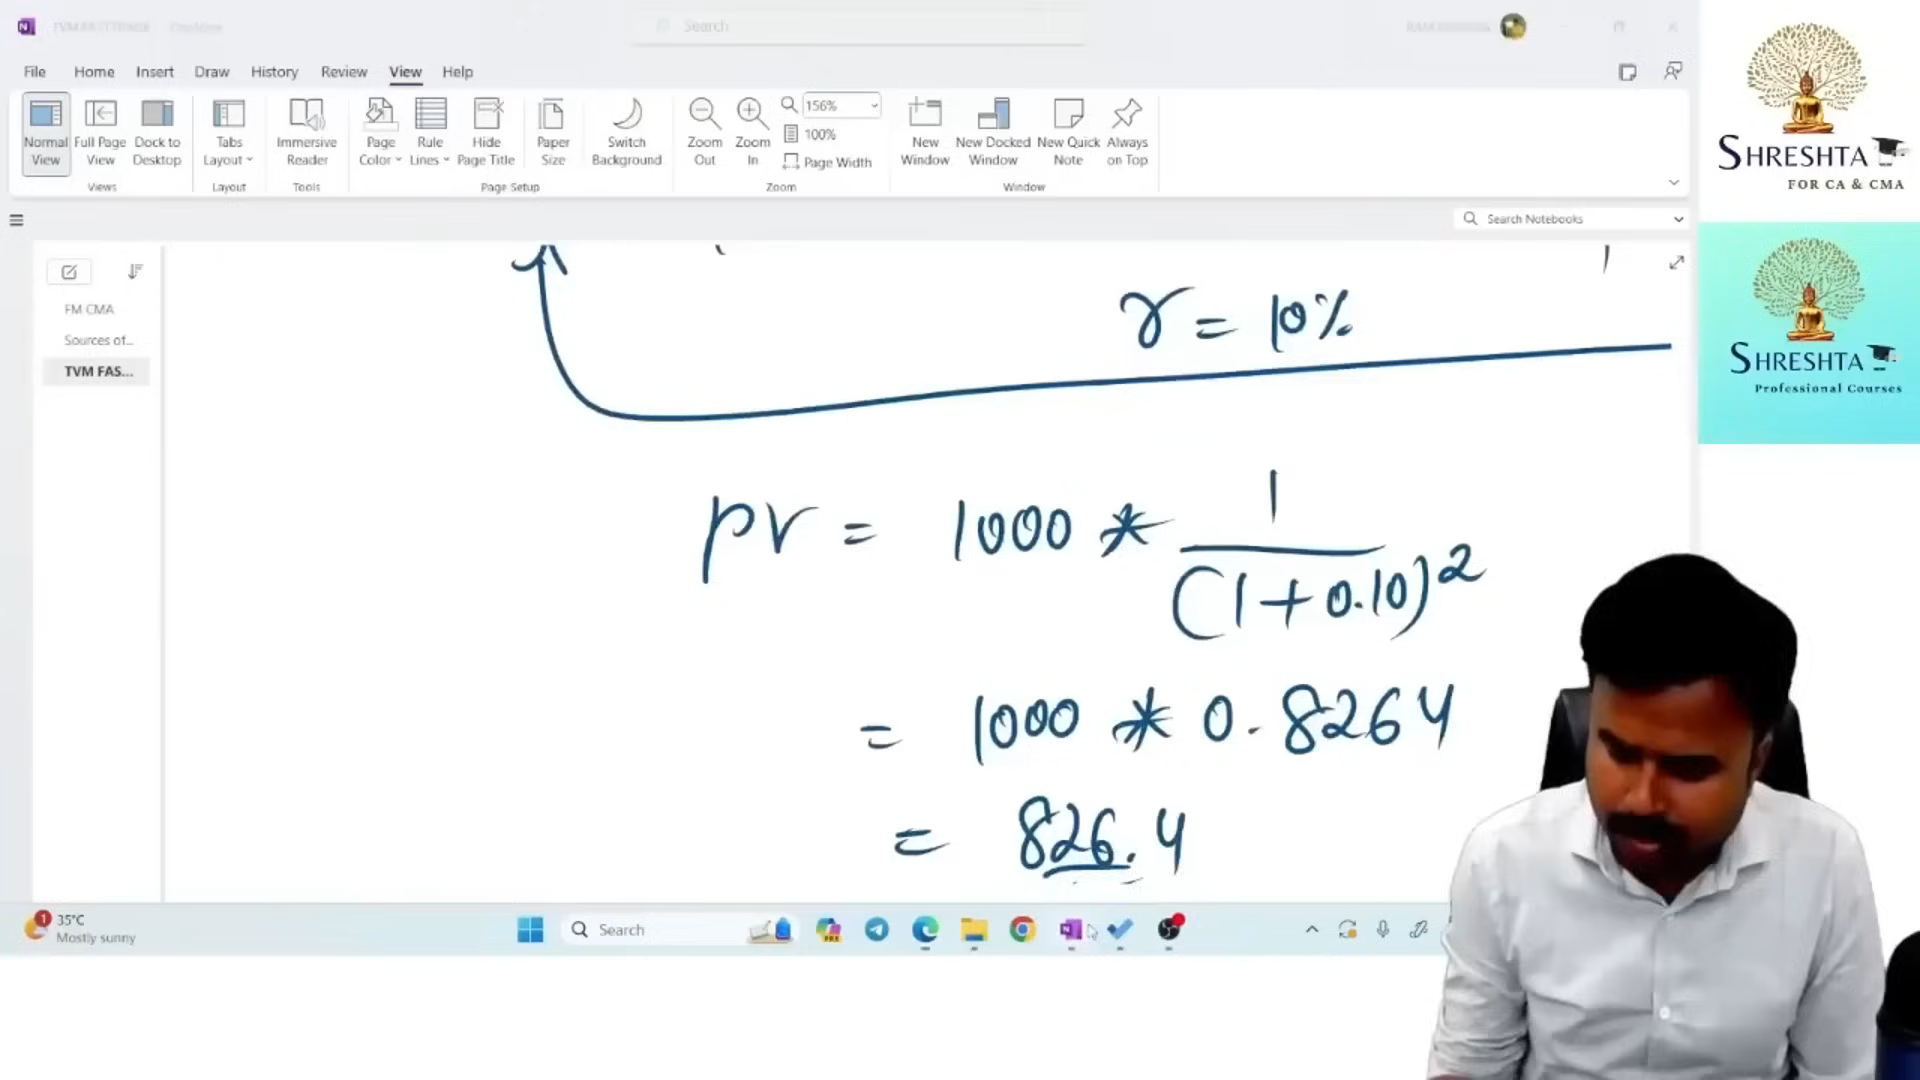 Search
File Home Insert Draw History Review View Help
Normal View Full Page View Dock to Desktop Tabs Layout Immersive Reader Page Color Rule Lines Hide Page Title Paper Size Switch Background Zoom Out Zoom In 156% 100% Page Width New Window New Docked Window New Quick Note Always on Top
Views Layout Tools Page Setup Zoom Window
Search Notebooks
FM CMA
Sources of...
TVM FAS...
r = 10%
PV = 1000 * 1
(1+0.10)²
= 1000 * 0.8264
= 826.4
SHRESHTA
FOR CA & CMA
SHRESHTA
Professional Courses
1
35°C
Mostly sunny
Search